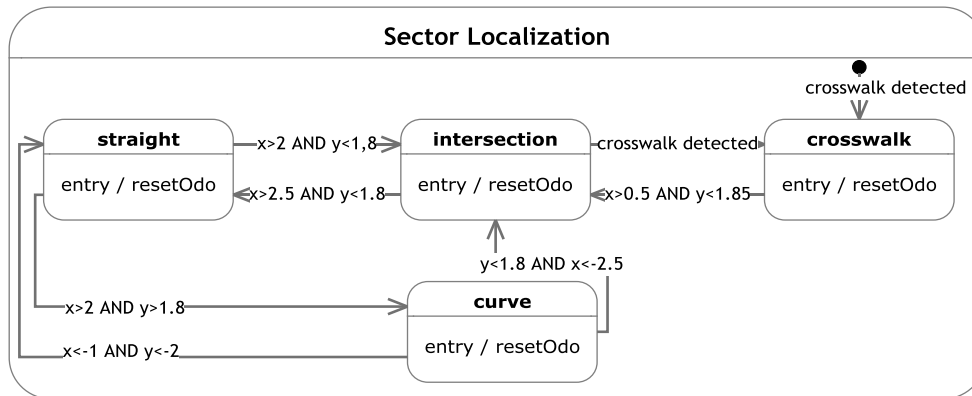 Sector Localization
crosswalk detected
straight
x>2 AND y<1,8
intersection
crosswalk detected
crosswalk
entry / resetOdo
x>2.5 AND y<1.8
entry / resetOdo
x>0.5 AND y<1.85
entry / resetOdo
y<1.8 AND x<-2.5
curve
x>2 AND y>1.8
entry / resetOdo
x<-1 AND y<-2